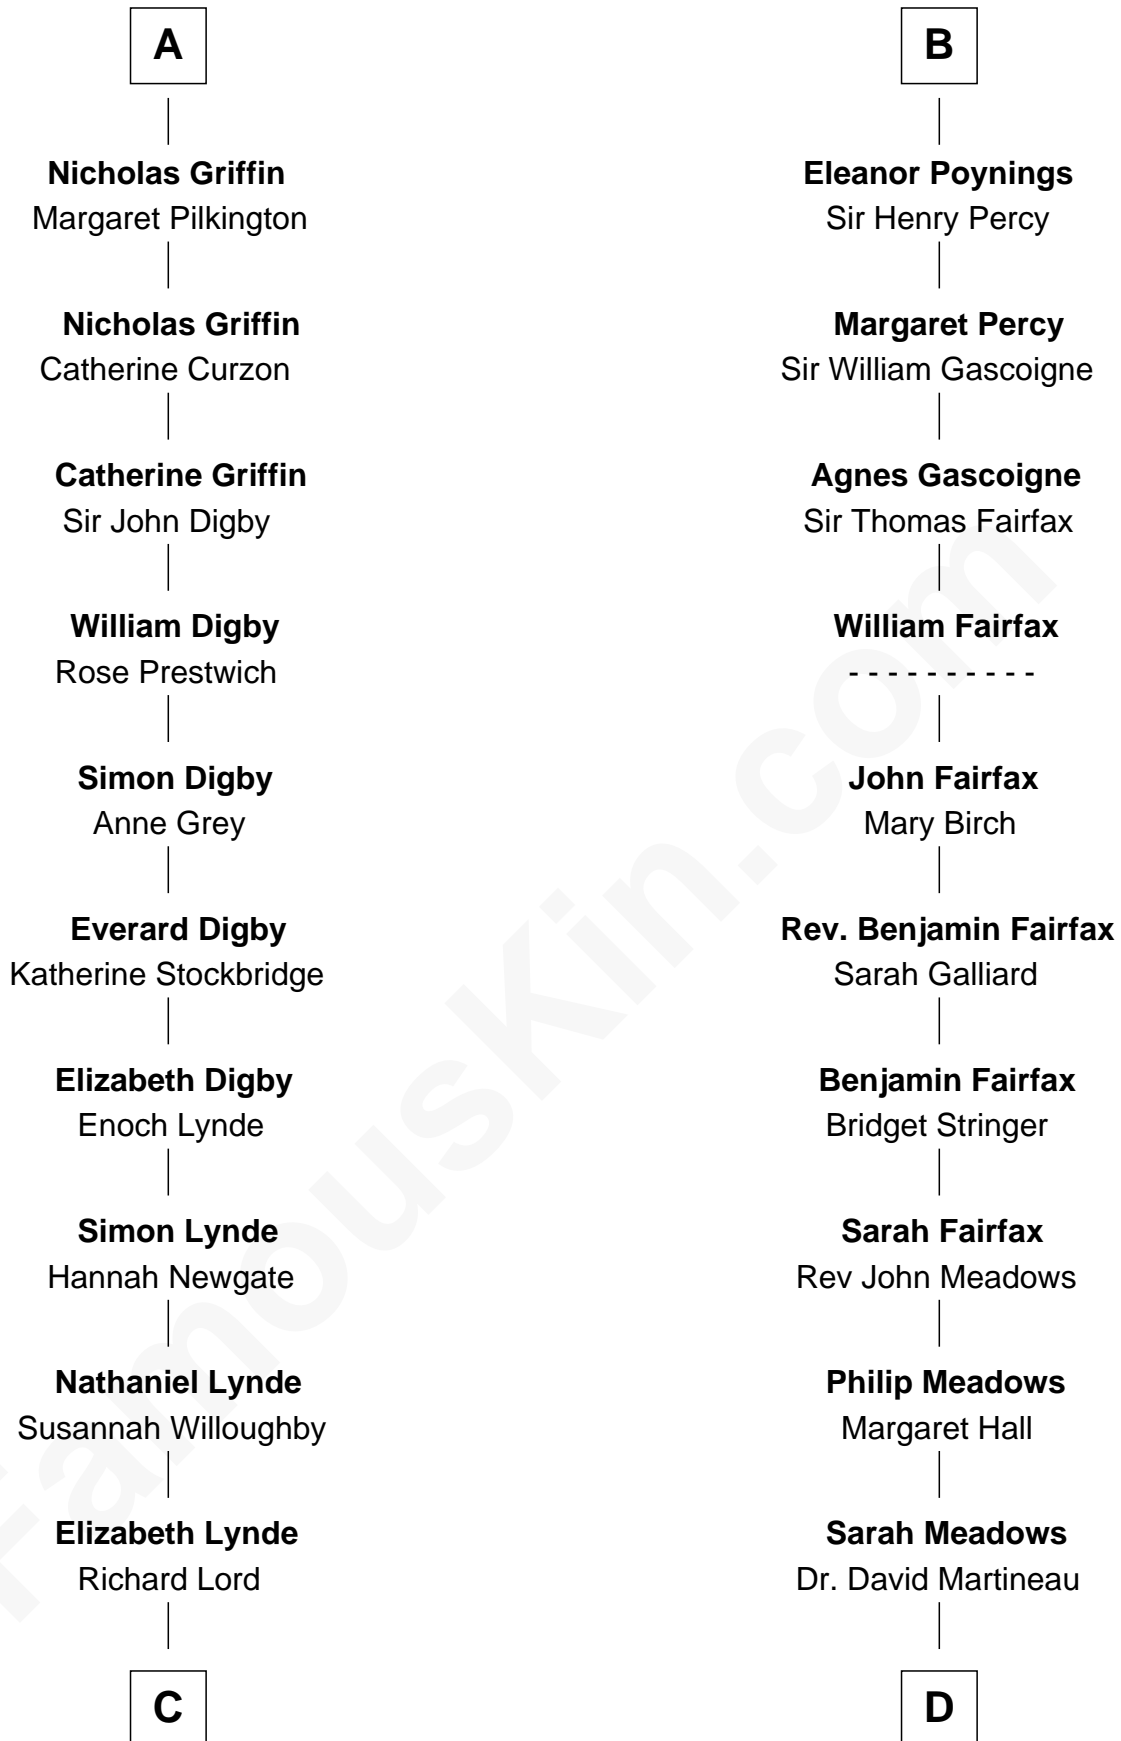 A
Nicholas Griffin
Margaret Pilkington
Nicholas Griffin
Catherine Curzon
Catherine Griffin
Sir John Digby
William Digby
Rose Prestwich
Simon Digby
Anne Grey
Everard Digby
Katherine Stockbridge
Elizabeth Digby
Enoch Lynde
Simon Lynde
Hannah Newgate
Nathaniel Lynde
Susannah Willoughby
Elizabeth Lynde
Richard Lord
C
B
Eleanor Poynings
Sir Henry Percy
Margaret Percy
Sir William Gascoigne
Agnes Gascoigne
Sir Thomas Fairfax
William Fairfax
- - - - - - - - - -
John Fairfax
Mary Birch
Rev. Benjamin Fairfax
Sarah Galliard
Benjamin Fairfax
Bridget Stringer
Sarah Fairfax
Rev John Meadows
Philip Meadows
Margaret Hall
Sarah Meadows
Dr. David Martineau
D
FamousKin.com